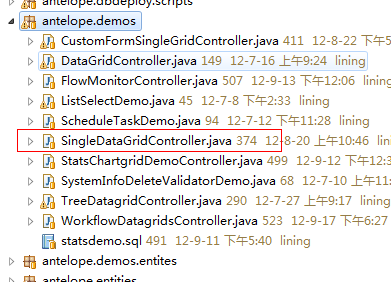 antelope.dbdeploy.scripts
antelope.demos
CustomFormSingleGridController.java 411 12-8-22 下午5
DataGridController.java 149 12-7-16 上午9:24 lining
FlowMonitorController.java 507 12-9-13 下午12:06 lining
ListSelectDemo.java 45 12-7-8 下午2:33 lining
ScheduleTaskDemo.java 94 12-7-12 下午11:28 lining
SingleDataGridController.java 374 12-8-20 上午10:46 lining
StatsChartgridDemoController.java 499 12-9-12 下午12:3
SystemInfoDeleteValidatorDemo.java 68 12-7-10 上午11
TreeDatagridController.java 290 12-7-27 上午9:17 lining
WorkflowDatagridsController.java 523 12-9-17 下午6:27
statsdemo.sql 491 12-9-11 下午5:40 lining
antelope.demos.entites
antelope.entities